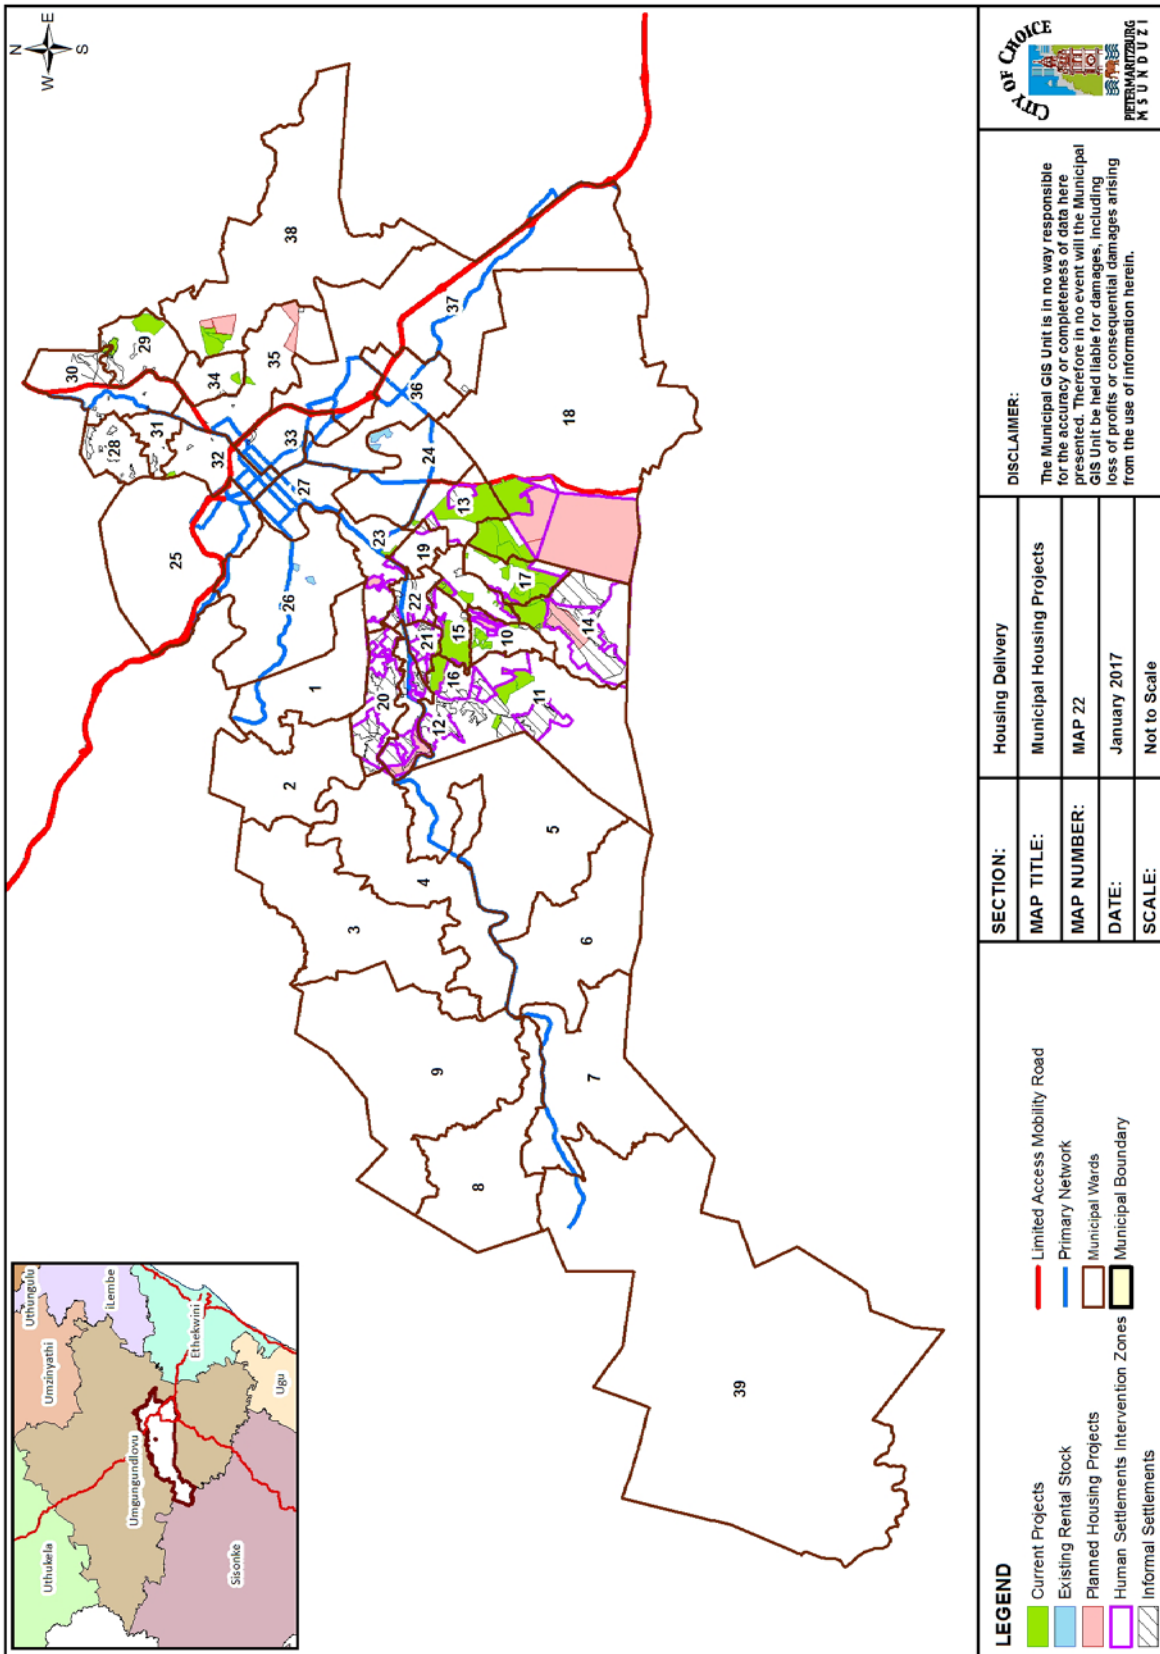 N
W
E
S
Uthungulu
Uthukela
Umzinyathi
iLembe
Umgungundlovu
Ethekwini
Sisonke
Ugu
30
29
28
31
34
38
35
32
25
33
27
26
37
36
24
18
23
13
19
22
17
21
15
10
14
16
20
12
11
1
2
3
4
5
6
9
7
8
39
LEGEND
Current Projects
Existing Rental Stock
Planned Housing Projects
Human Settlements Intervention Zones
Informal Settlements
Limited Access Mobility Road
Primary Network
Municipal Wards
Municipal Boundary
SECTION: Housing Delivery
MAP TITLE: Municipal Housing Projects
MAP NUMBER: MAP 22
DATE: January 2017
SCALE: Not to Scale
DISCLAIMER:
The Municipal GIS Unit is in no way responsible
for the accuracy or completeness of data here
presented. Therefore in no event will the Municipal
GIS Unit be held liable for damages, including
loss of profits or consequential damages arising
from the use of information herein.
CITY OF CHOICE
PIETERMARITZBURG
MSUNDUZI